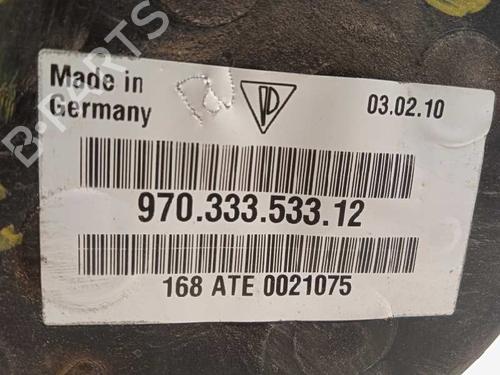 B-PARTS
Made in
Germany
03.02.10
970.333.533.12
168 ATE 0021075